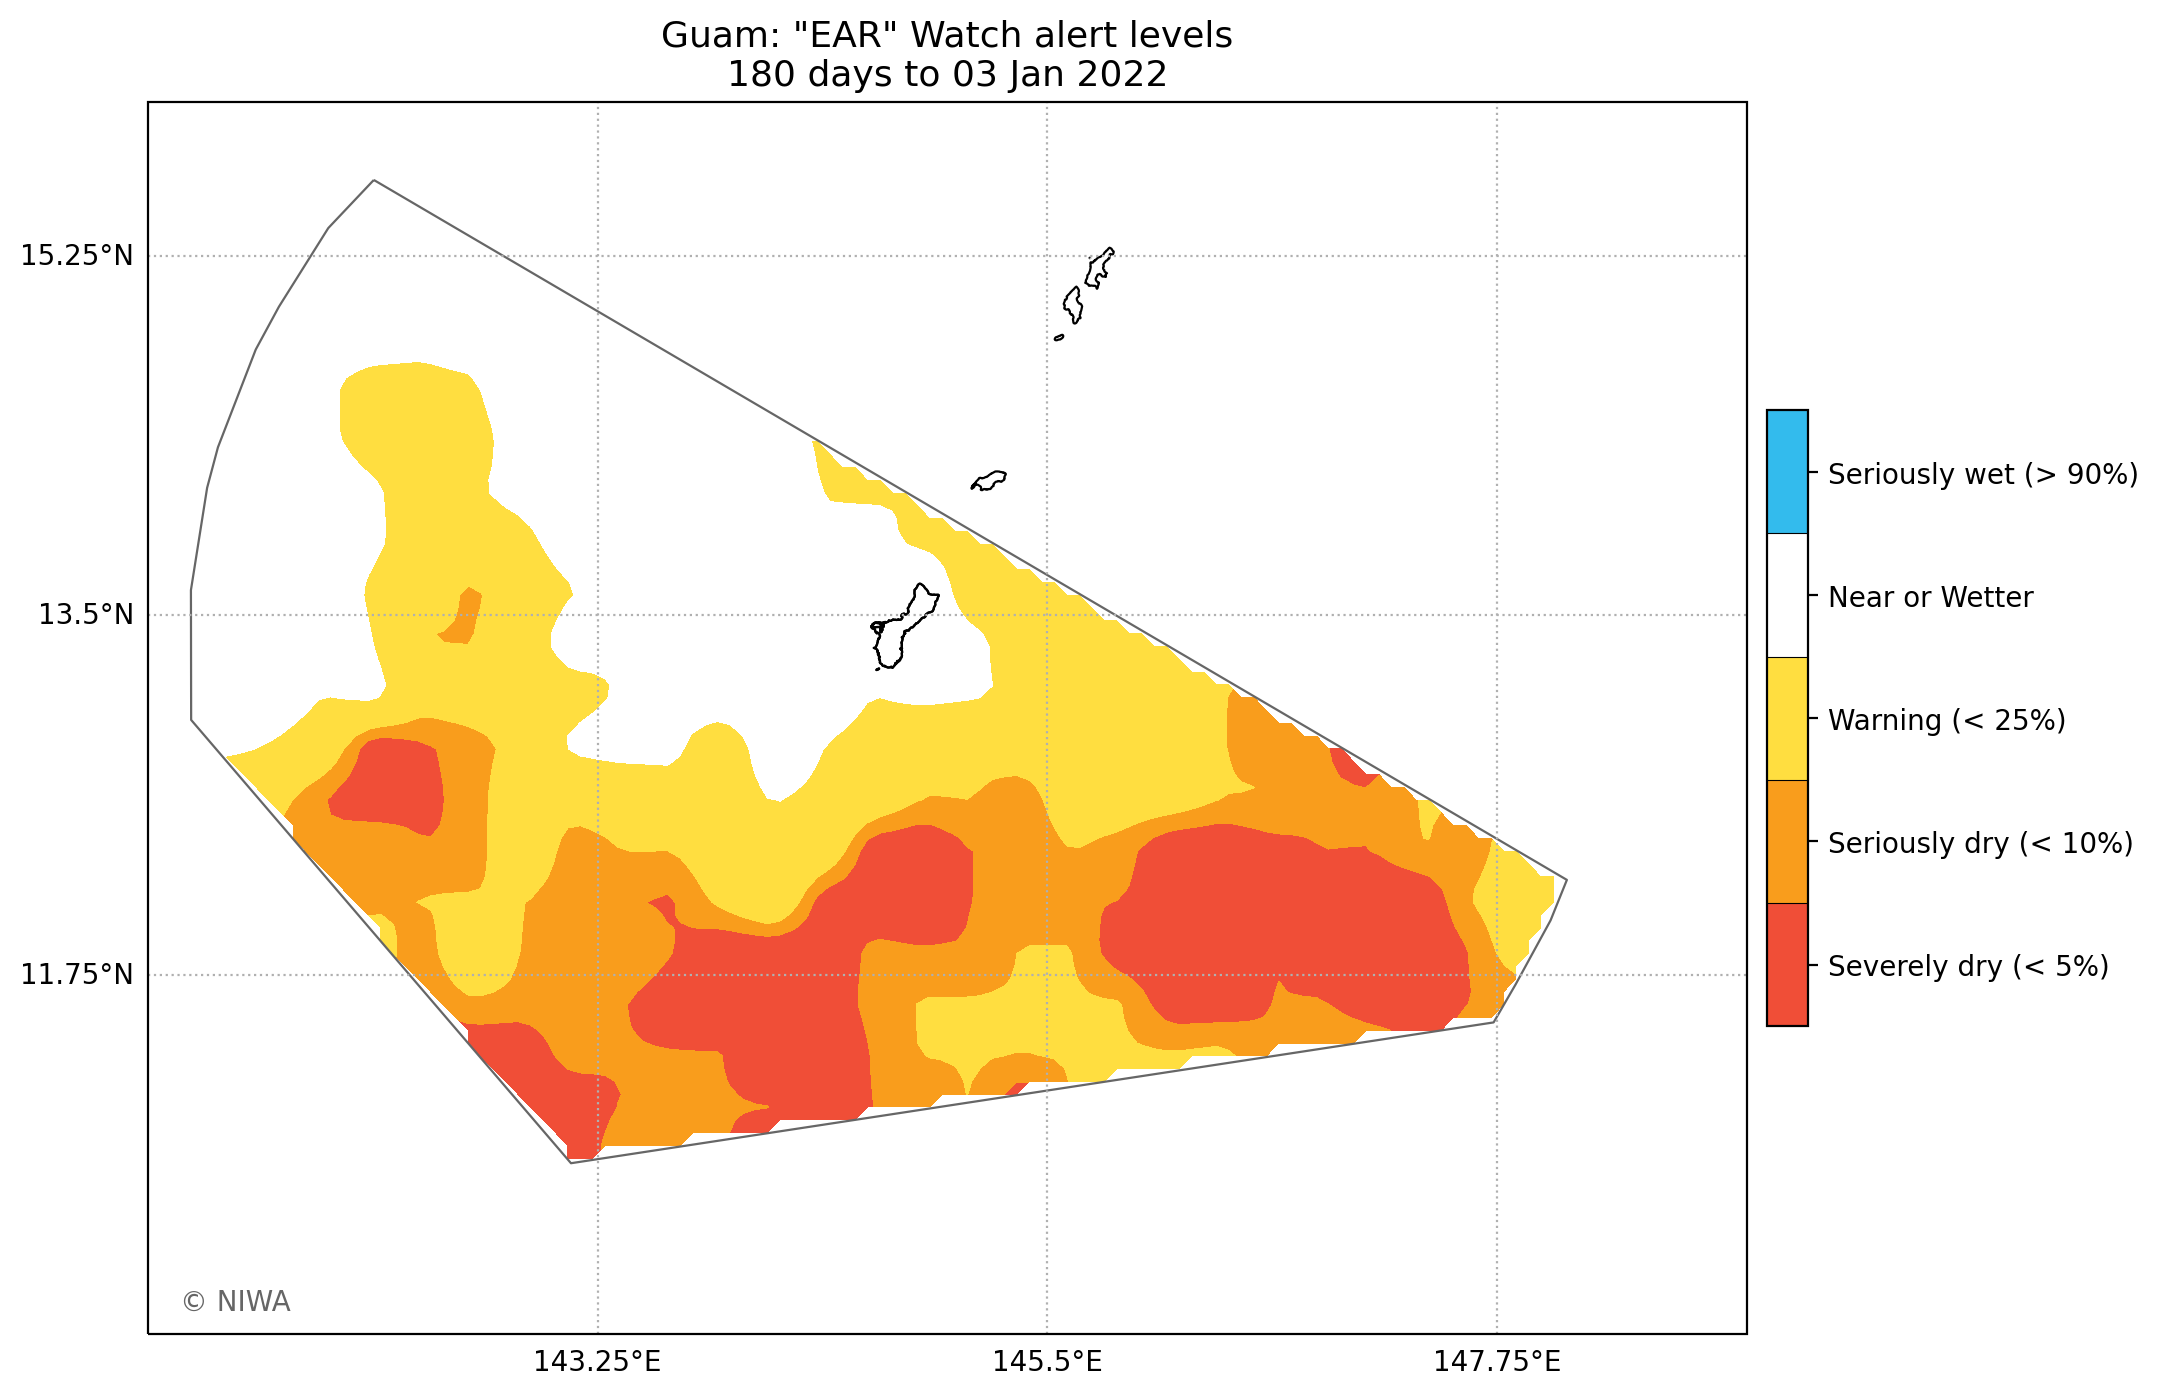 Guam: "EAR" Watch alert levels
180 days to 03 Jan 2022
15.25°N
13.5°N
11.75°N
143.25°E
145.5°E
147.75°E
Seriously wet (> 90%)
Near or Wetter
Warning (< 25%)
Seriously dry (< 10%)
Severely dry (< 5%)
© NIWA